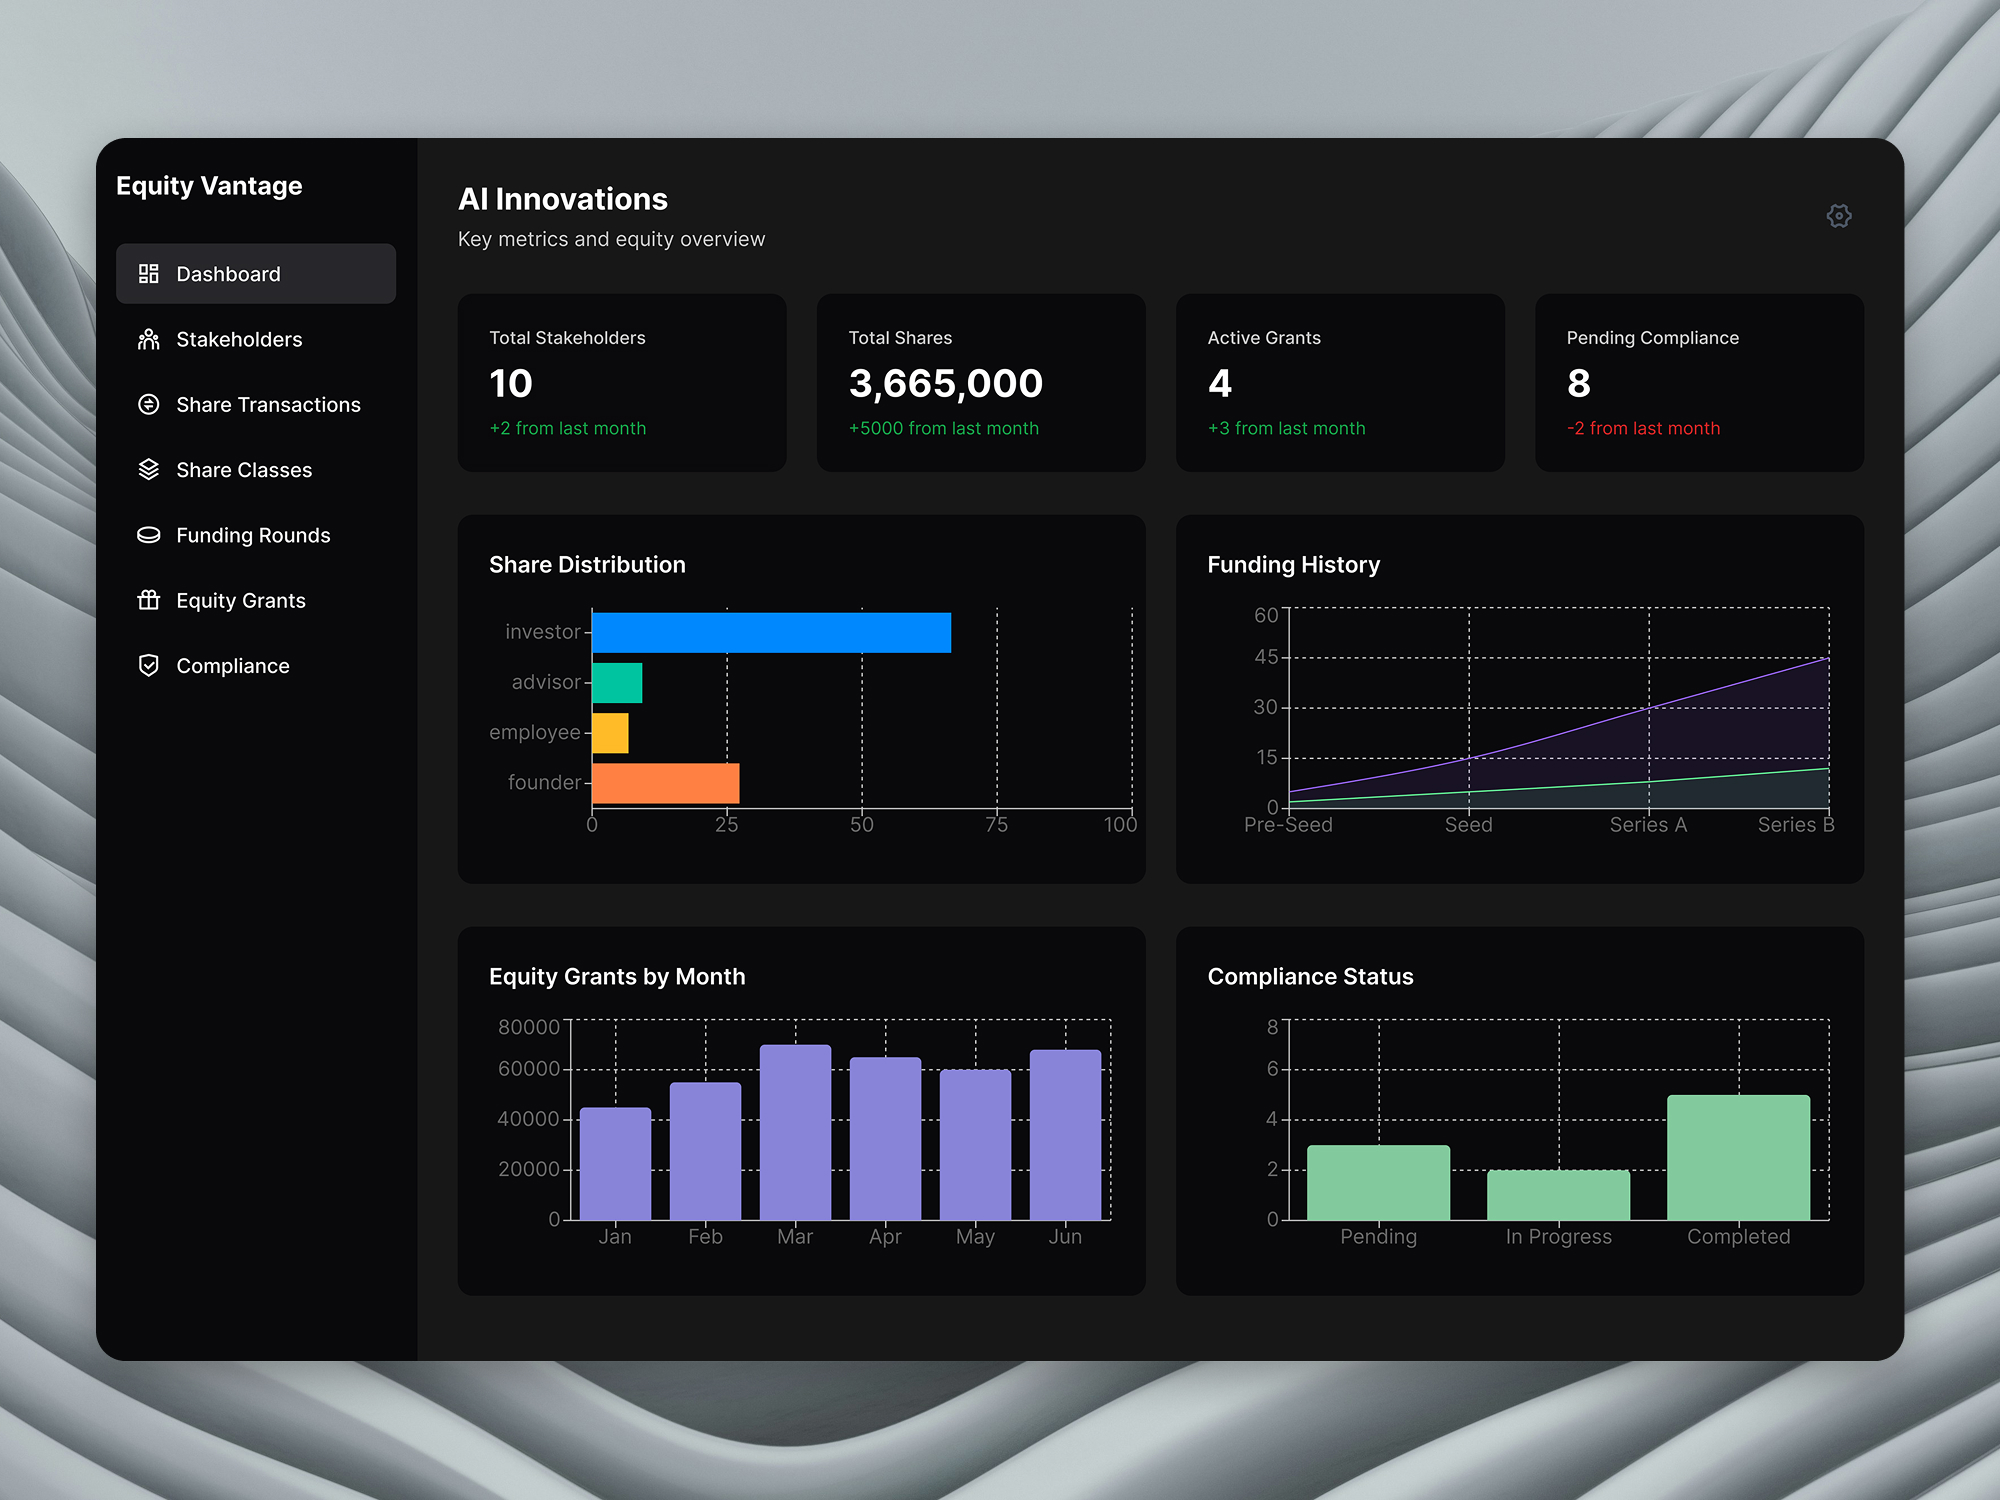 Equity Vantage
Dashboard
Stakeholders
Share Transactions
Share Classes
Funding Rounds
Equity Grants
Compliance
AI Innovations
Key metrics and equity overview
Total Stakeholders
10
+2 from last month
Total Shares
3,665,000
+5000 from last month
Active Grants
4
+3 from last month
Pending Compliance
8
-2 from last month
Share Distribution
investor
advisor
employee
founder
0 25 50 75 100
Funding History
60
45
30
15
0
Pre-Seed Seed Series A Series B
Equity Grants by Month
80000
60000
40000
20000
0
Jan Feb Mar Apr May Jun
Compliance Status
8
6
4
2
0
Pending In Progress Completed